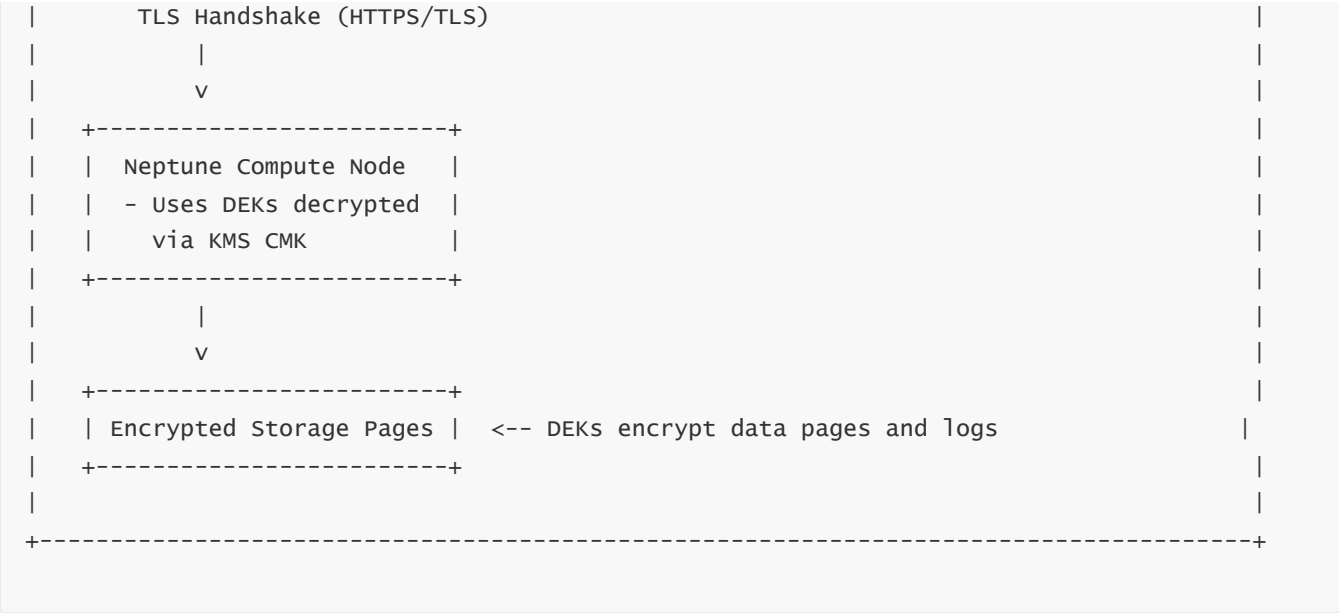 |       TLS Handshake (HTTPS/TLS)                                                      |
|           |                                                                          |
|           v                                                                          |
|   +-------------------------+                                                        |
|   |  Neptune Compute Node   |                                                        |
|   |  - Uses DEKs decrypted  |                                                        |
|   |    via KMS CMK          |                                                        |
|   +-------------------------+                                                        |
|           |                                                                          |
|           v                                                                          |
|   +-------------------------+                                                        |
|   | Encrypted Storage Pages |  <-- DEKs encrypt data pages and logs                 |
|   +-------------------------+                                                        |
|                                                                                      |
+--------------------------------------------------------------------------------------+